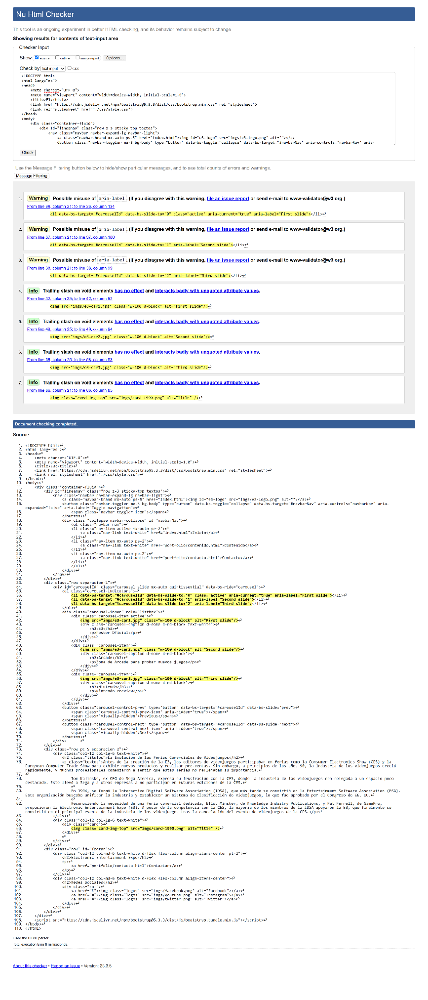 Nu Html Checker
This tool is an ongoing experiment in better HTML checking, and its behavior remains subject to change
Showing results for contents of text-input area
Checker Input
Show source outline image report Options...
Check by text input css
<!DOCTYPE html>
<html lang="es">
<head>
<meta charset="UTF-8">
<meta name="viewport" content="width=device-width, initial-scale=1.0">
<title>E3</title>
<link href="https://cdn.jsdelivr.net/npm/bootstrap@5.3.3/dist/css/bootstrap.min.css" rel="stylesheet">
<link rel="stylesheet" href="./css/style.css">
</head>
<body>
<div class="container-fluid">
<div id="lineanav" class="row z-3 sticky-top textos">
<nav class="navbar navbar-expand-lg navbar-light">
<a class="navbar-brand mx-auto ps-5" href="index.html"><img id="e3-logo" src="imgs/e3-logo.png" alt=""></a>
<button class="navbar-toggler me-3 bg-body" type="button" data-bs-toggle="collapse" data-bs-target="#navbarNav" aria-controls="navbarNav" aria-
Check
Use the Message Filtering button below to hide/show particular messages, and to see total counts of errors and warnings.
Message Filtering
1. Warning Possible misuse of aria-label. (If you disagree with this warning, file an issue report or send e-mail to www-validator@w3.org.)
From line 36, column 21; to line 36, column 134
<li data-bs-target="#carouselId" data-bs-slide-to="0" class="active" aria-current="true" aria-label="First slide"></li>↩
2. Warning Possible misuse of aria-label. (If you disagree with this warning, file an issue report or send e-mail to www-validator@w3.org.)
From line 37, column 21; to line 37, column 100
<li data-bs-target="#carouselId" data-bs-slide-to="1" aria-label="Second slide"></li>↩
3. Warning Possible misuse of aria-label. (If you disagree with this warning, file an issue report or send e-mail to www-validator@w3.org.)
From line 38, column 21; to line 38, column 99
<li data-bs-target="#carouselId" data-bs-slide-to="2" aria-label="Third slide"></li>↩
4. Info Trailing slash on void elements has no effect and interacts badly with unquoted attribute values.
From line 42, column 25; to line 42, column 93
<img src="imgs/e3-car1.jpg" class="w-100 d-block" alt="First slide"/>↩
5. Info Trailing slash on void elements has no effect and interacts badly with unquoted attribute values.
From line 49, column 25; to line 49, column 94
<img src="imgs/e3-car2.jpg" class="w-100 d-block" alt="Second slide"/>↩
6. Info Trailing slash on void elements has no effect and interacts badly with unquoted attribute values.
From line 56, column 25; to line 56, column 93
<img src="imgs/e3-car3.jpg" class="w-100 d-block" alt="Third slide"/>↩
7. Info Trailing slash on void elements has no effect and interacts badly with unquoted attribute values.
From line 86, column 21; to line 86, column 85
<img class="card-img-top" src="imgs/card-1990.png" alt="Title" />↩
Document checking completed.
Source
1. <!DOCTYPE html>↩
2. <html lang="es">↩
3. <head>↩
4. <meta charset="UTF-8">↩
5. <meta name="viewport" content="width=device-width, initial-scale=1.0">↩
6. <title>E3</title>↩
7. <link href="https://cdn.jsdelivr.net/npm/bootstrap@5.3.3/dist/css/bootstrap.min.css" rel="stylesheet">↩
8. <link rel="stylesheet" href="./css/style.css">↩
9. </head>↩
10. <body>↩
11. <div class="container-fluid">↩
12. <div id="lineanav" class="row z-3 sticky-top textos">↩
13. <nav class="navbar navbar-expand-lg navbar-light">↩
14. <a class="navbar-brand mx-auto ps-5" href="index.html"><img id="e3-logo" src="imgs/e3-logo.png" alt=""></a>↩
15. <button class="navbar-toggler me-3 bg-body" type="button" data-bs-toggle="collapse" data-bs-target="#navbarNav" aria-controls="navbarNav" aria-
expanded="false" aria-label="Toggle navigation">↩
16. <span class="navbar-toggler-icon"></span>↩
17. </button>↩
18. <div class="collapse navbar-collapse" id="navbarNav">↩
19. <ul class="navbar-nav">↩
20. <li class="nav-item active mx-auto pe-2">↩
21. <a class="nav-link text-white" href="index.html">Inicio</a>↩
22. </li>↩
23. <li class="nav-item mx-auto pe-2">↩
24. <a class="nav-link text-white" href="portfolio/contenido.html">Contenido</a>↩
25. </li>↩
26. <li class="nav-item mx-auto pe-2">↩
27. <a class="nav-link text-white" href="portfolio/contacto.html">Contacto</a>↩
28. </li>↩
29. </ul>↩
30. </div>↩
31. </nav>↩
32. </div>↩
33. <div class="row separacion-1">↩
34. <div id="carouselId" class="carousel slide mx-auto quintissential" data-bs-ride="carousel">↩
35. <ol class="carousel-indicators">↩
36. <li data-bs-target="#carouselId" data-bs-slide-to="0" class="active" aria-current="true" aria-label="First slide"></li>↩
37. <li data-bs-target="#carouselId" data-bs-slide-to="1" aria-label="Second slide"></li>↩
38. <li data-bs-target="#carouselId" data-bs-slide-to="2" aria-label="Third slide"></li>↩
39. </ol>↩
40. <div class="carousel-inner" role="listbox">↩
41. <div class="carousel-item active">↩
42. <img src="imgs/e3-car1.jpg" class="w-100 d-block" alt="First slide"/>↩
43. <div class="carousel-caption d-none d-md-block text-white">↩
44. <h3>E3</h3>↩
45. <p>Poster Oficial</p>↩
46. </div>↩
47. </div>↩
48. <div class="carousel-item">↩
49. <img src="imgs/e3-car2.jpg" class="w-100 d-block" alt="Second slide"/>↩
50. <div class="carousel-caption d-none d-md-block">↩
51. <h3>Arcade</h3>↩
52. <p>Zona de Arcade para probar nuevos juegos</p>↩
53. </div>↩
54. </div>↩
55. <div class="carousel-item">↩
56. <img src="imgs/e3-car3.jpg" class="w-100 d-block" alt="Third slide"/>↩
57. <div class="carousel-caption d-none d-md-block">↩
58. <h3>Nintendo</h3>↩
59. <p>Nintendo Preview</p>↩
60. </div>↩
61. </div>↩
62. </div>↩
63. <button class="carousel-control-prev" type="button" data-bs-target="#carouselId" data-bs-slide="prev">↩
64. <span class="carousel-control-prev-icon" aria-hidden="true"></span>↩
65. <span class="visually-hidden">Previous</span>↩
66. </button>↩
67. <button class="carousel-control-next" type="button" data-bs-target="#carouselId" data-bs-slide="next">↩
68. <span class="carousel-control-next-icon" aria-hidden="true"></span>↩
69. <span class="visually-hidden">Next</span>↩
70. </button>↩
71. </div> ↩
72. </div>↩
73. <div class="row pt-5 separacion-2">↩
74. <div class="col-12 col-lg-6 text-white">↩
75. <h2 class="titulos">La Evolución de las Ferias Comerciales de Videojuegos</h2>↩
76. <p class="textos">Antes de la creación de la E3, los editores de videojuegos participaban en ferias como la Consumer Electronics Show (CES) y la
European Computer Trade Show para exhibir nuevos productos y realizar pre-ventas. Sin embargo, a principios de los años 90, la industria de los videojuegos creció
rápidamente, y muchos profesionales comenzaron a sentir que estas ferias no reflejaban su importancia.↩
77. ↩
78. Tom Kalinske, ex CEO de Sega America, expresó su frustración con la CES, donde la industria de los videojuegos era relegada a un espacio poco
destacado. Esto llevó a Sega y a otras empresas a no participar en futuras ediciones de la CES.↩
79. ↩
80. En 1994, se formó la Interactive Digital Software Association (IDSA), que más tarde se convirtió en la Entertainment Software Association (ESA).
Esta organización buscaba unificar la industria y establecer un sistema de clasificación de videojuegos, lo que fue aprobado por el Congreso de EE. UU.↩
81. ↩
82. Reconociendo la necesidad de una feria comercial dedicada, Eliot Minsker, de Knowledge Industry Publications, y Pat Ferrell, de GamePro,
propusieron la Electronic Entertainment Expo (E3). A pesar de la competencia con la CES, la mayoría de los miembros de la IDSA apoyaron la E3, que finalmente se
convirtió en el principal evento de la industria de los videojuegos tras la cancelación del evento de videojuegos de la CES.</p>↩
83. </div>↩
84. <div class="col-12 col-lg-6 text-white">↩
85. <div class="card">↩
86. <img class="card-img-top" src="imgs/card-1990.png" alt="Title" />↩
87. </div>↩
88. ↩
89. </div>↩
90. </div>↩
91. <div class="row" id="footer">↩
92. <div class="col-12 col-md-6 text-white d-flex flex-column align-items-center pt-2">↩
93. <h2>Electronic Entertainment Expo</h2>↩
94. <p>↩
95. <a href="portfolio/contacto.html">Contactar</a>↩
96. </p>↩
97. </div>↩
98. <div class="col-12 col-md-6 text-white d-flex flex-column align-items-center">↩
99. <h2>Redes Sociales</h2>↩
100. <div class="col">↩
101. <a href="#"><img class="logos" src="imgs/facebook.png" alt="Facebook"></a>↩
102. <a href="#"><img class="logos" src="imgs/youtube.png" alt="Instagram"></a>↩
103. <a href="#"><img class="logos" src="imgs/twitter.png" alt="Twitter"></a>↩
104. </div>↩
105. </div>↩
106. </div>↩
107. </div>↩
108. <script src="https://cdn.jsdelivr.net/npm/bootstrap@5.3.3/dist/js/bootstrap.bundle.min.js"></script>↩
109. </body>↩
110. </html>
Used the HTML parser.
Total execution time 8 milliseconds.
About this checker • Report an issue • Version: 25.3.6